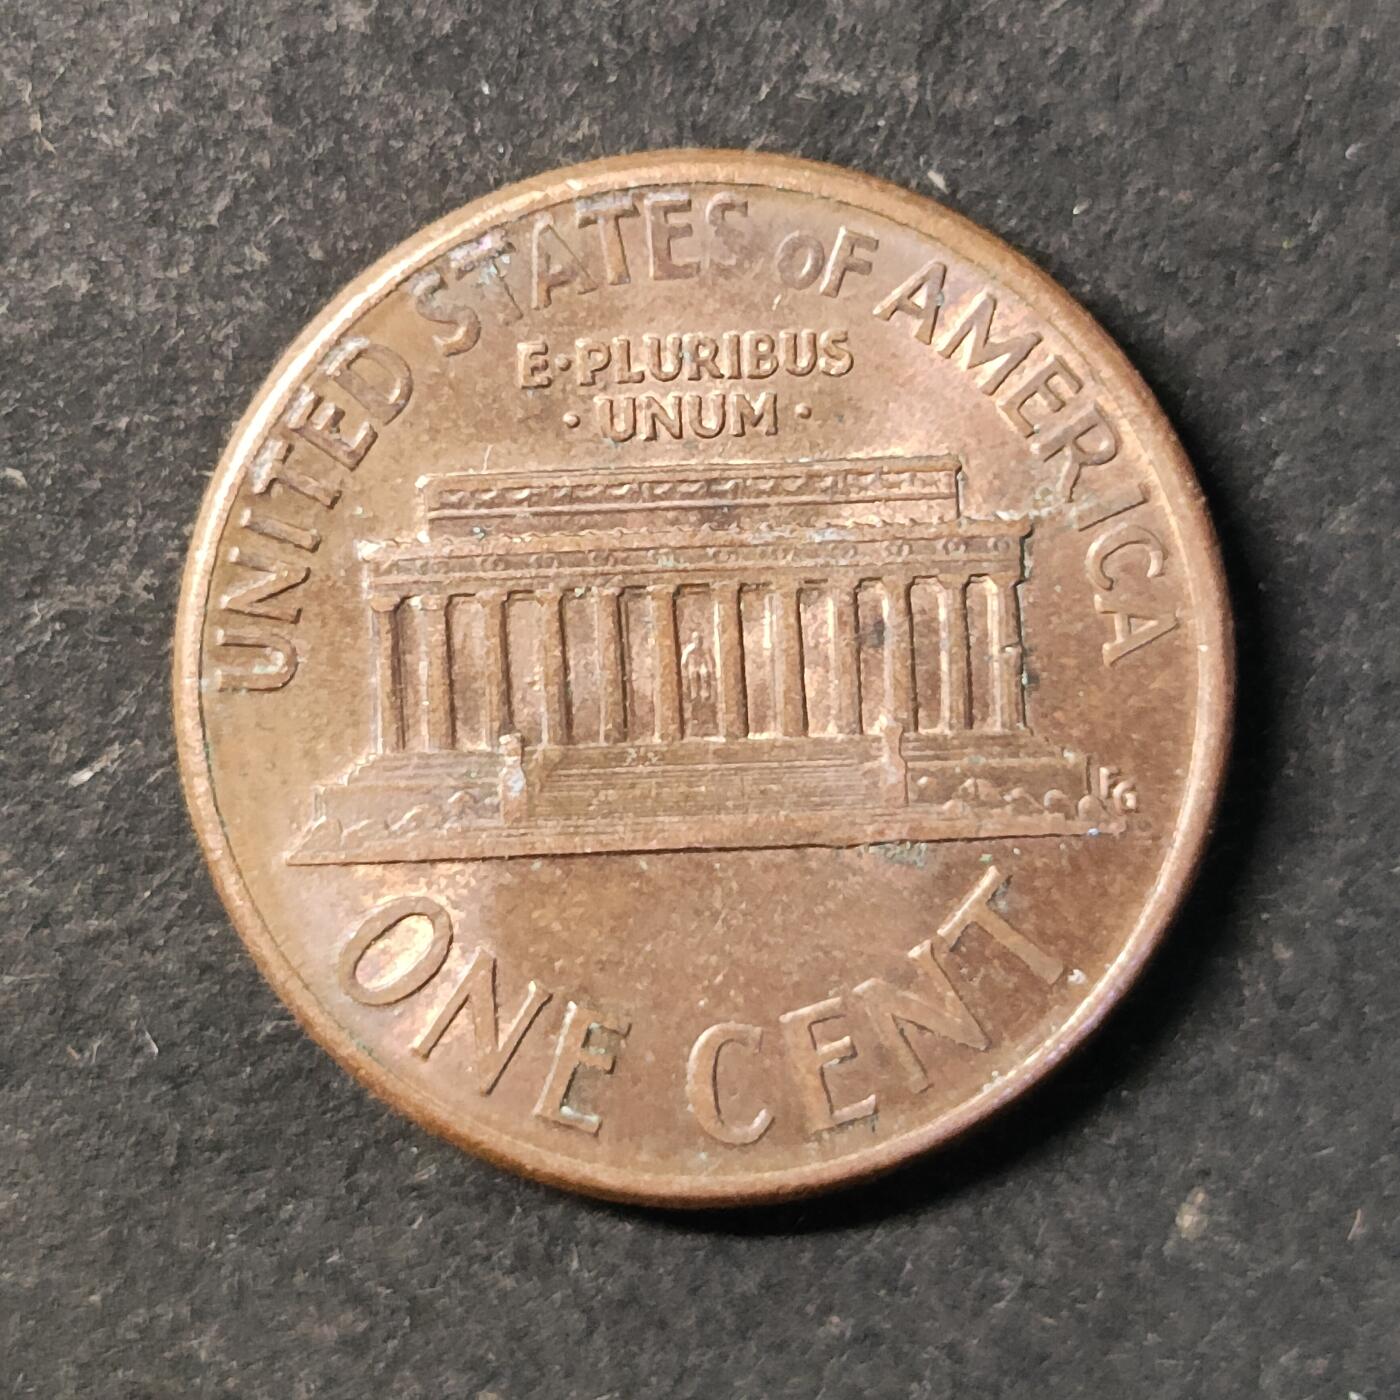 UNITED STATES oF AMERICA
E·PLURIBUS
·UNUM·
FG
ONE CENT